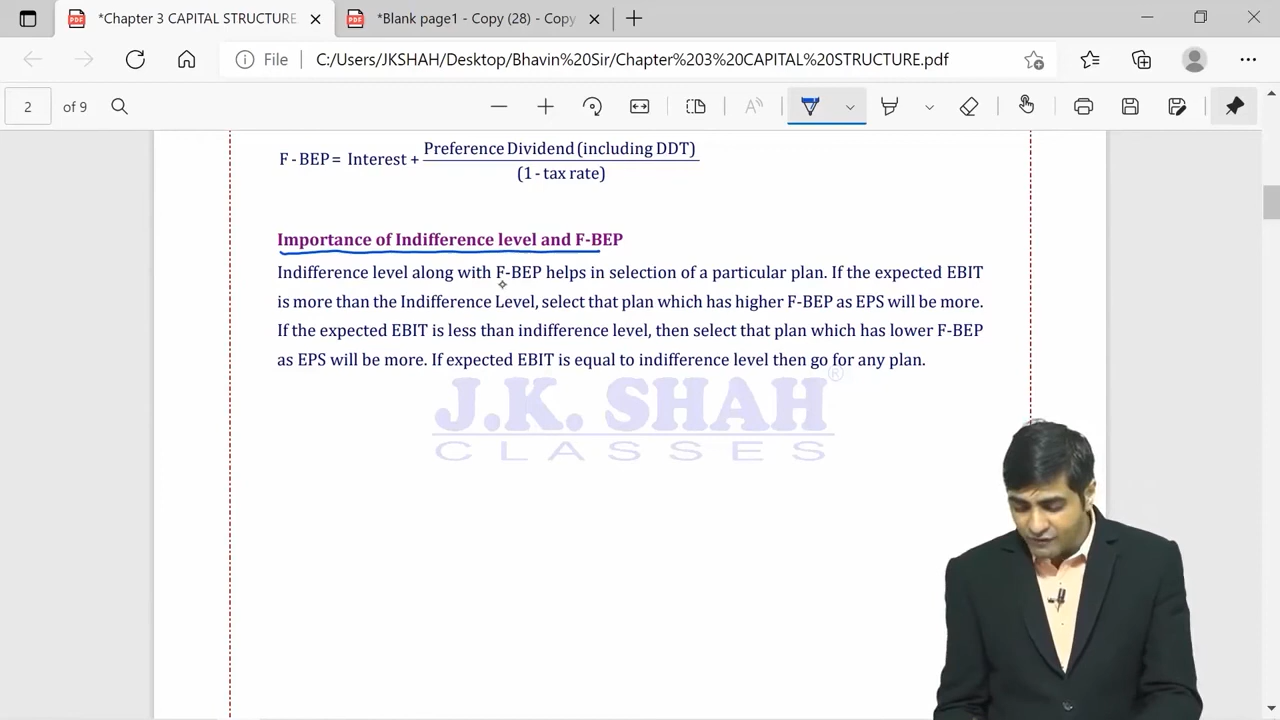 *Chapter 3 CAPITAL STRUCTURE
*Blank page1 - Copy (28) - Copy
File
C:/Users/JKSHAH/Desktop/Bhavin%20Sir/Chapter%203%20CAPITAL%20STRUCTURE.pdf
2 of 9
F - BEP = Interest + Preference Dividend (including DDT)
(1 - tax rate)
Importance of Indifference level and F-BEP
Indifference level along with F-BEP helps in selection of a particular plan. If the expected EBIT
is more than the Indifference Level, select that plan which has higher F-BEP as EPS will be more.
If the expected EBIT is less than indifference level, then select that plan which has lower F-BEP
as EPS will be more. If expected EBIT is equal to indifference level then go for any plan.
J.K. SHAH ®
CLASSES